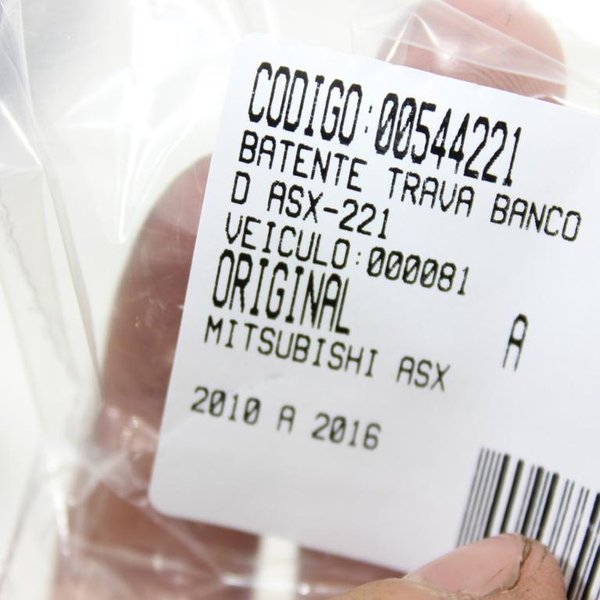 CODIGO:00544221
BATENTE TRAVA BANCO
D ASX-221
VEICULO:000081
ORIGINAL A
MITSUBISHI ASX
2010 A 2016